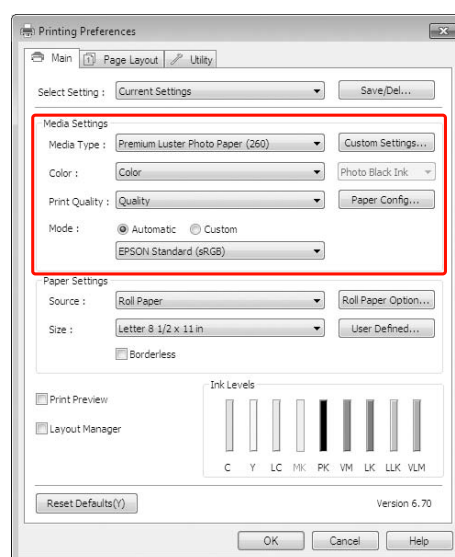 Printing Preferences
Main Page Layout Utility
Select Setting : Current Settings Save/Del...
Media Settings
Media Type : Premium Luster Photo Paper (260) Custom Settings...
Color : Color Photo Black Ink
Print Quality : Quality Paper Config...
Mode : Automatic Custom
EPSON Standard (sRGB)
Paper Settings
Source : Roll Paper Roll Paper Option...
Size : Letter 8 1/2 x 11 in User Defined...
Borderless
Ink Levels
Print Preview
Layout Manager
C Y LC MK PK VM LK LLK VLM
Reset Defaults(Y) Version 6.70
OK Cancel Help